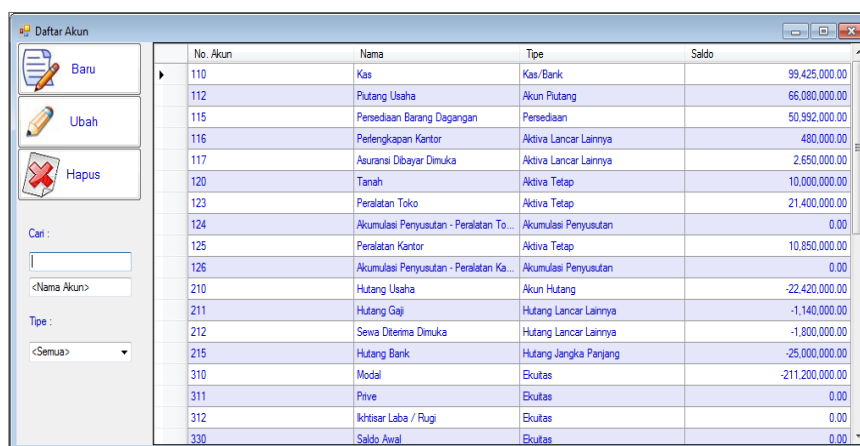 Daftar Akun
Baru
Ubah
Hapus
Cari :
<Nama Akun>
Tipe :
<Semua>
No. Akun Nama Tipe Saldo
110 Kas Kas/Bank 99,425,000.00
112 Piutang Usaha Akun Piutang 66,080,000.00
115 Persediaan Barang Dagangan Persediaan 50,992,000.00
116 Perlengkapan Kantor Aktiva Lancar Lainnya 480,000.00
117 Asuransi Dibayar Dimuka Aktiva Lancar Lainnya 2,650,000.00
120 Tanah Aktiva Tetap 10,000,000.00
123 Peralatan Toko Aktiva Tetap 21,400,000.00
124 Akumulasi Penyusutan - Peralatan To... Akumulasi Penyusutan 0.00
125 Peralatan Kantor Aktiva Tetap 10,850,000.00
126 Akumulasi Penyusutan - Peralatan Ka... Akumulasi Penyusutan 0.00
210 Hutang Usaha Akun Hutang -22,420,000.00
211 Hutang Gaji Hutang Lancar Lainnya -1,140,000.00
212 Sewa Diterima Dimuka Hutang Lancar Lainnya -1,800,000.00
215 Hutang Bank Hutang Jangka Panjang -25,000,000.00
310 Modal Ekuitas -211,200,000.00
311 Prive Ekuitas 0.00
312 Ikhtisar Laba / Rugi Ekuitas 0.00
330 Saldo Awal Ekuitas 0.00